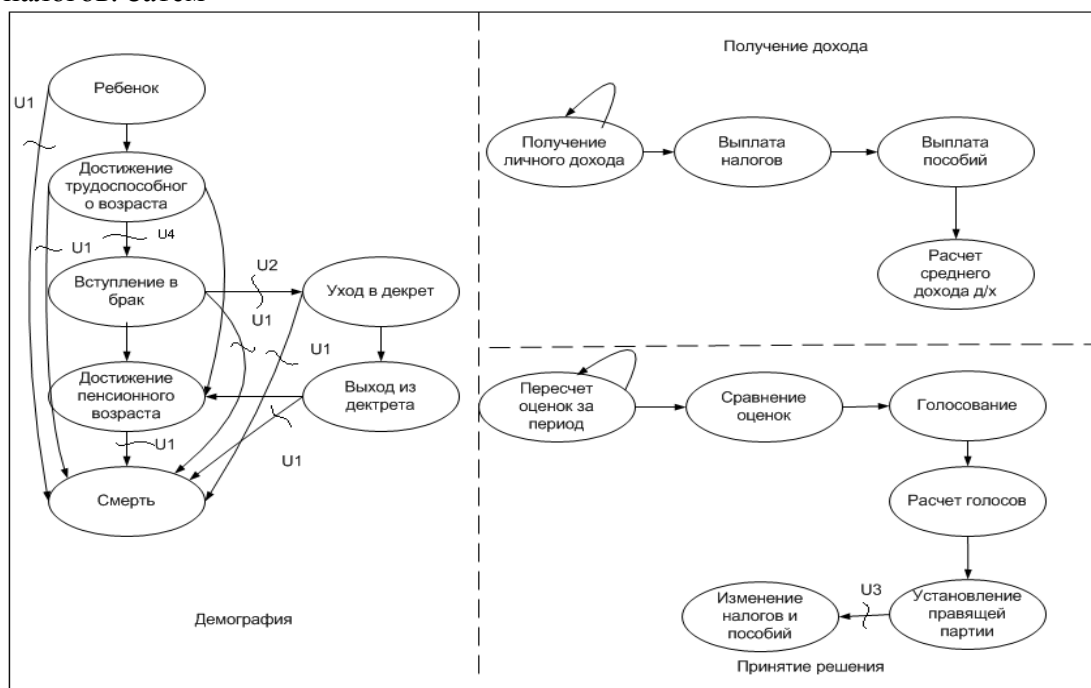 налогов. Затем
Получение дохода
U1
Ребенок
Получение
личного дохода
Выплата
налогов
Выплата
пособий
Достижение
трудоспособног
о возраста
U1
U4
U2
Вступление в
брак
Уход в декрет
Расчет
среднего
дохода д/х
U1
U1
Достижение
пенсионного
возраста
Выход из
дектрета
Пересчет
оценок за
период
Сравнение
оценок
Голосование
U1
U1
Смерть
Расчет голосов
U3
Изменение
налогов и
пособий
Установление
правящей
партии
Демография
Принятие решения